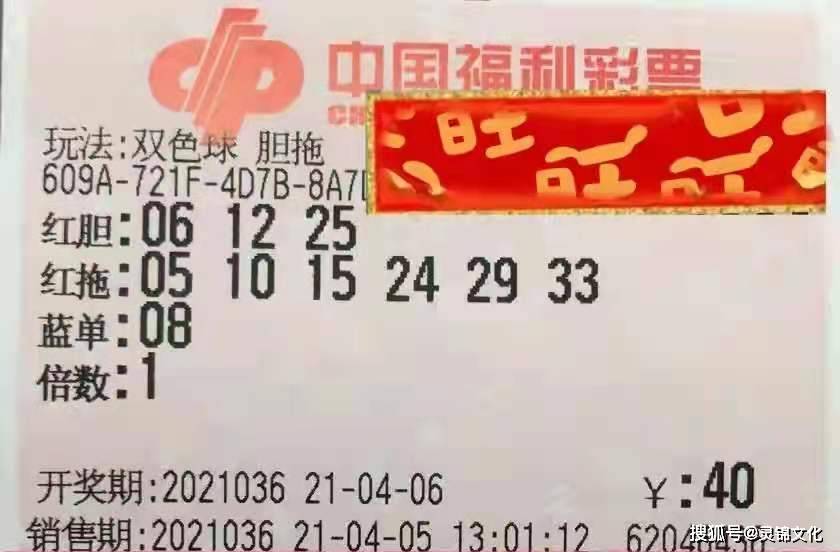 中国福利彩票
旺
旺 旺
玩法:双色球 胆拖
609A-721F-4D7B-8A7
红胆:06 12 25
红拖:05 10 15 24 29 33
蓝单:08
倍数:1
开奖期:2021036 21-04-06 ¥:40
销售期:2021036 21-04-05 13:01:12
搜狐号@灵锦文化